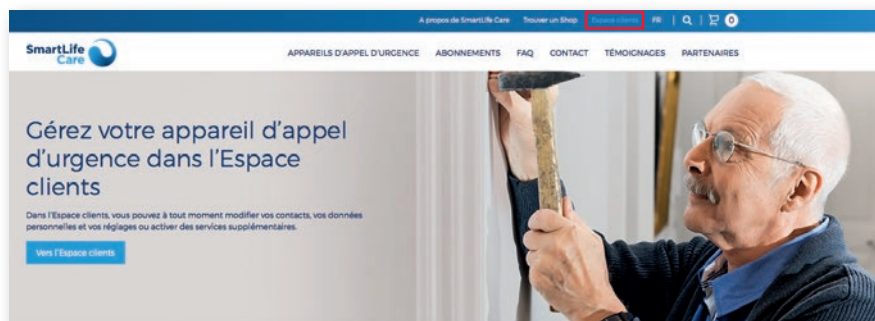 A propos de SmartLife Care Trouver un Shop Espace clients FR 0
SmartLife
Care
APPAREILS D'APPEL D'URGENCE ABONNEMENTS FAQ CONTACT TÉMOIGNAGES PARTENAIRES
Gérez votre appareil d'appel
d'urgence dans l'Espace
clients
Dans l'Espace clients, vous pouvez à tout moment modifier vos contacts, vos données
personnelles et vos réglages ou activer des services supplémentaires.
Vers l'Espace clients